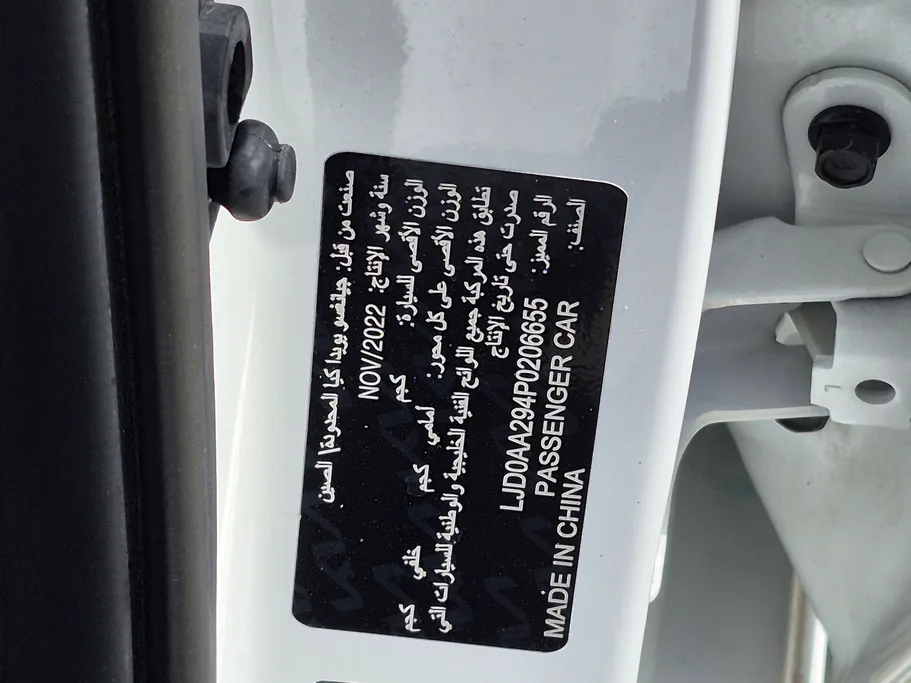 صنعت من قبل: جيانغسو يويدا كيا المحدودة\ الصين
سنة وشهر الإنتاج: NOV/2022
الوزن الأقصى للسيارة: كجم
الوزن الأقصى على كل محور: أمامي كجم خلفي كجم
تطابق هذه المركبة جميع اللوائح الفنية الخليجية والوطنية للسيارات التي
صدرت حتى تاريخ الإنتاج
الرقم المميز: LJD0AA294P0206655
الصنف: PASSENGER CAR
MADE IN CHINA